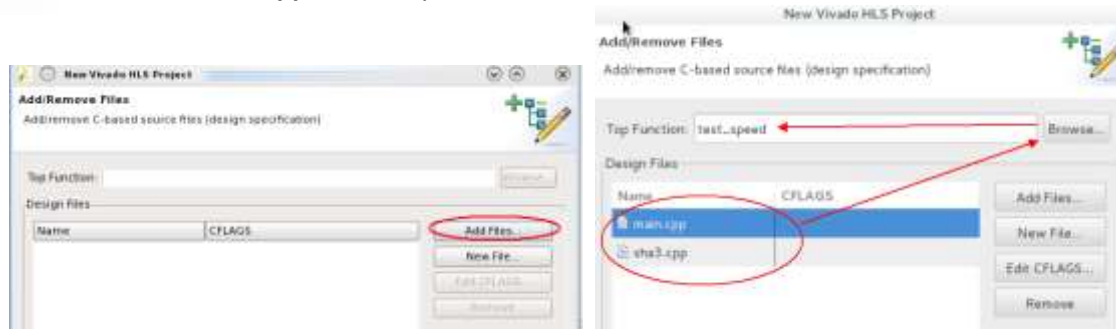 New Vivado HLS Project
Add/Remove Files
Add/remove C-based source files (design specification)
Top Function:
Design Files
Name
CFLAGS
Add Files...
New File...
Edit CFLAGS...
Remove
New Vivado HLS Project
Add/Remove Files
Add/remove C-based source files (design specification)
Top Function:
test_speed
Browse...
Design Files
Name
CFLAGS
main.cpp
sha3.cpp
Add Files...
New File...
Edit CFLAGS...
Remove